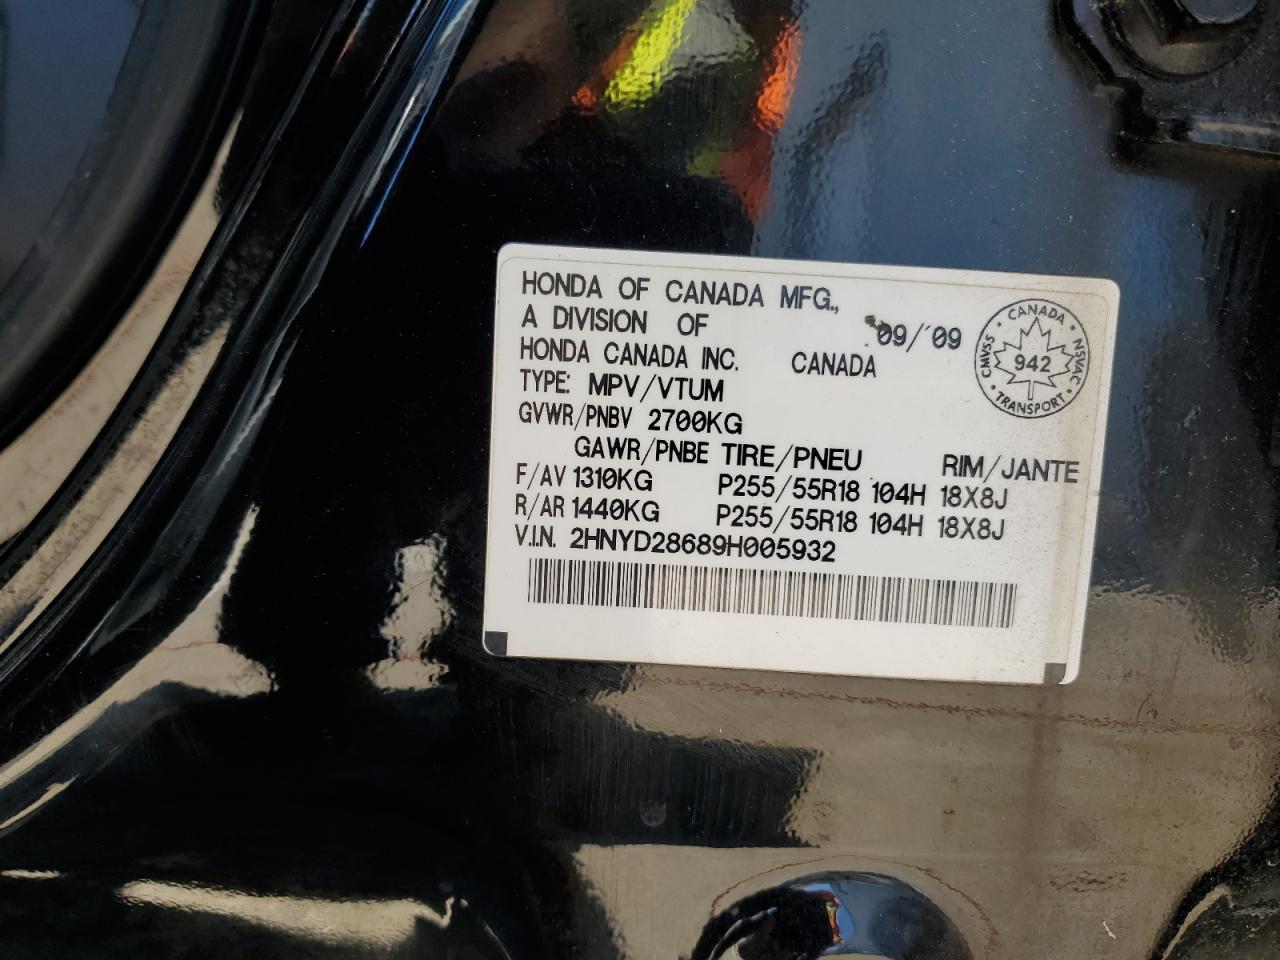 HONDA OF CANADA MFG.,
A DIVISION OF
HONDA CANADA INC. CANADA 09/'09
CANADA
CMVSS 942 NSVAC
TRANSPORT
TYPE: MPV/VTUM
GVWR/PNBV 2700KG
GAWR/PNBE TIRE/PNEU RIM/JANTE
F/AV 1310KG P255/55R18 104H 18X8J
R/AR 1440KG P255/55R18 104H 18X8J
V.I.N. 2HNYD28689H005932